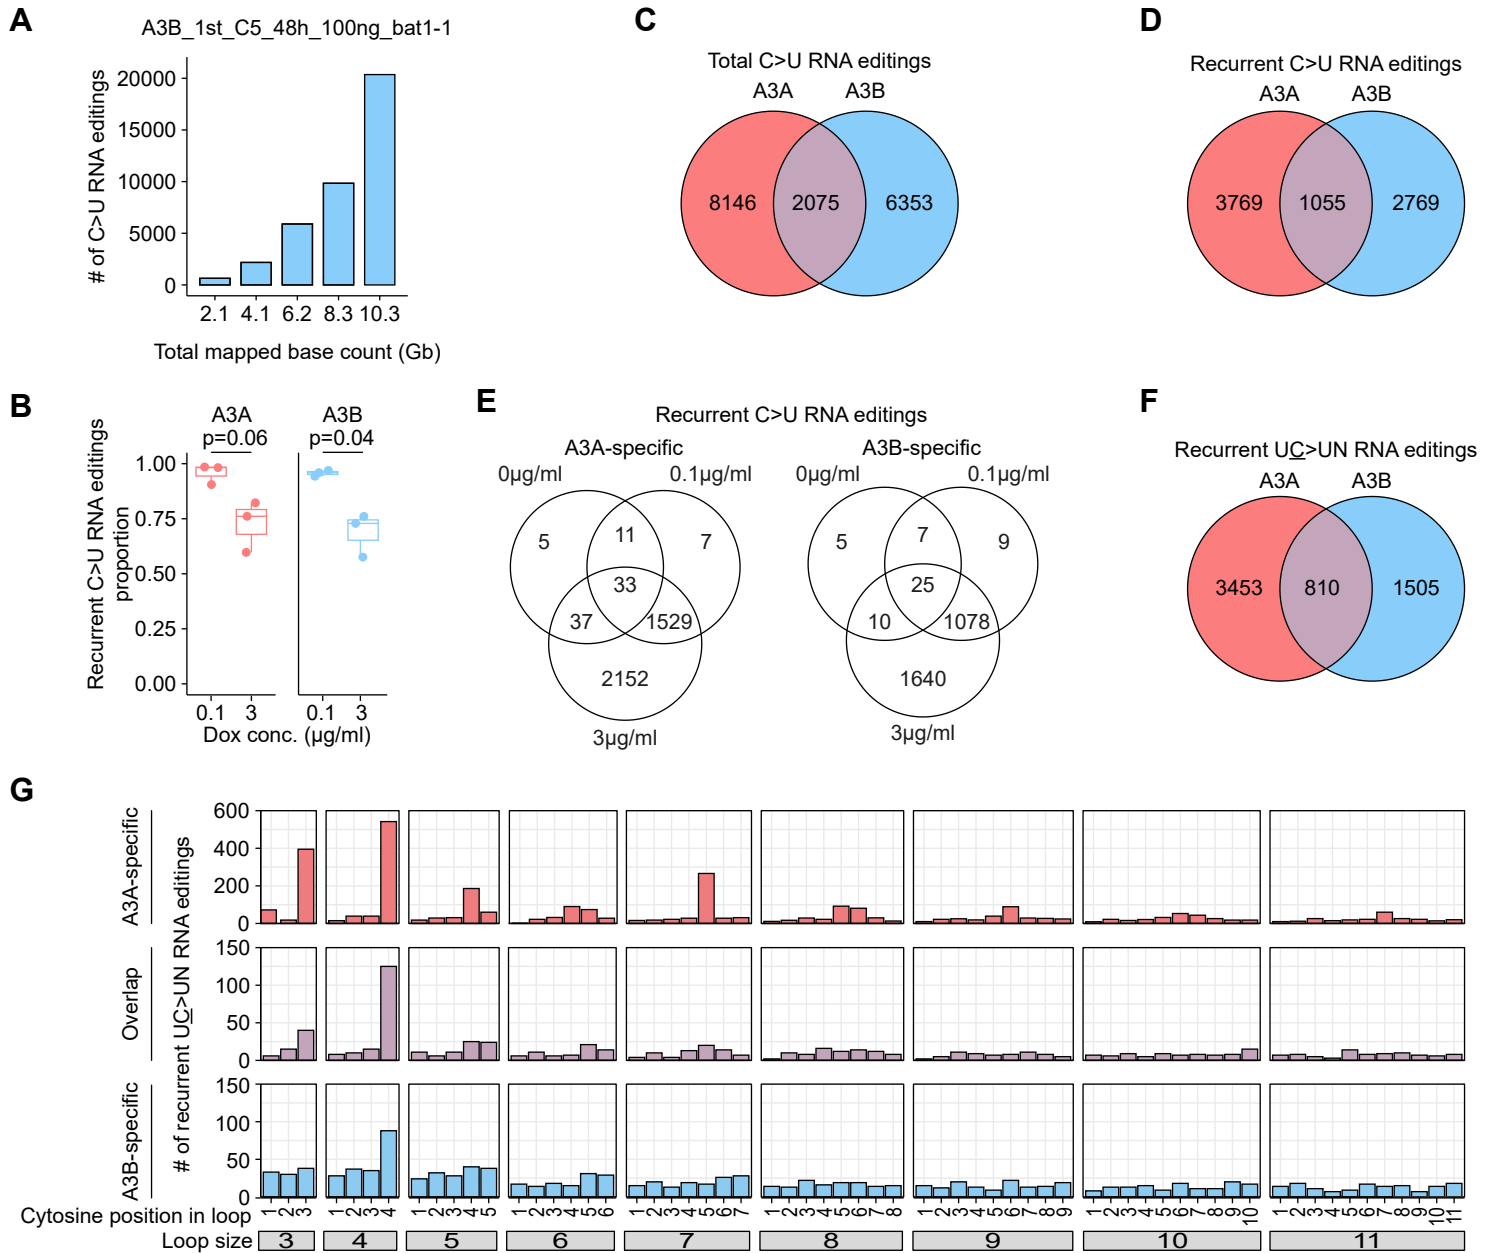 A
A3B_1st_C5_48h_100ng_bat1-1
# of C>U RNA editings
20000
15000
10000
5000
0
2.1 4.1 6.2 8.3 10.3
Total mapped base count (Gb)
B
A3A A3B
p=0.06 p=0.04
Recurrent C>U RNA editings
proportion
1.00
0.75
0.50
0.25
0.00
0.1 3 0.1 3
Dox conc. (µg/ml)
C
Total C>U RNA editings
A3A A3B
8146 2075 6353
D
Recurrent C>U RNA editings
A3A A3B
3769 1055 2769
E
Recurrent C>U RNA editings
A3A-specific
0µg/ml 0.1µg/ml
5 11 7
33
37 1529
2152
3µg/ml
A3B-specific
0µg/ml 0.1µg/ml
5 7 9
25
10 1078
1640
3µg/ml
F
Recurrent UC>UN RNA editings
A3A A3B
3453 810 1505
G
# of recurrent UC>UN RNA editings
A3A-specific
600
400
200
0
Overlap
150
100
50
0
A3B-specific
150
100
50
0
Cytosine position in loop 1 2 3 1 2 3 4 1 2 3 4 5 1 2 3 4 5 6 1 2 3 4 5 6 7 1 2 3 4 5 6 7 8 1 2 3 4 5 6 7 8 9 1 2 3 4 5 6 7 8 9 10 1 2 3 4 5 6 7 8 9 10 11
Loop size 3 4 5 6 7 8 9 10 11